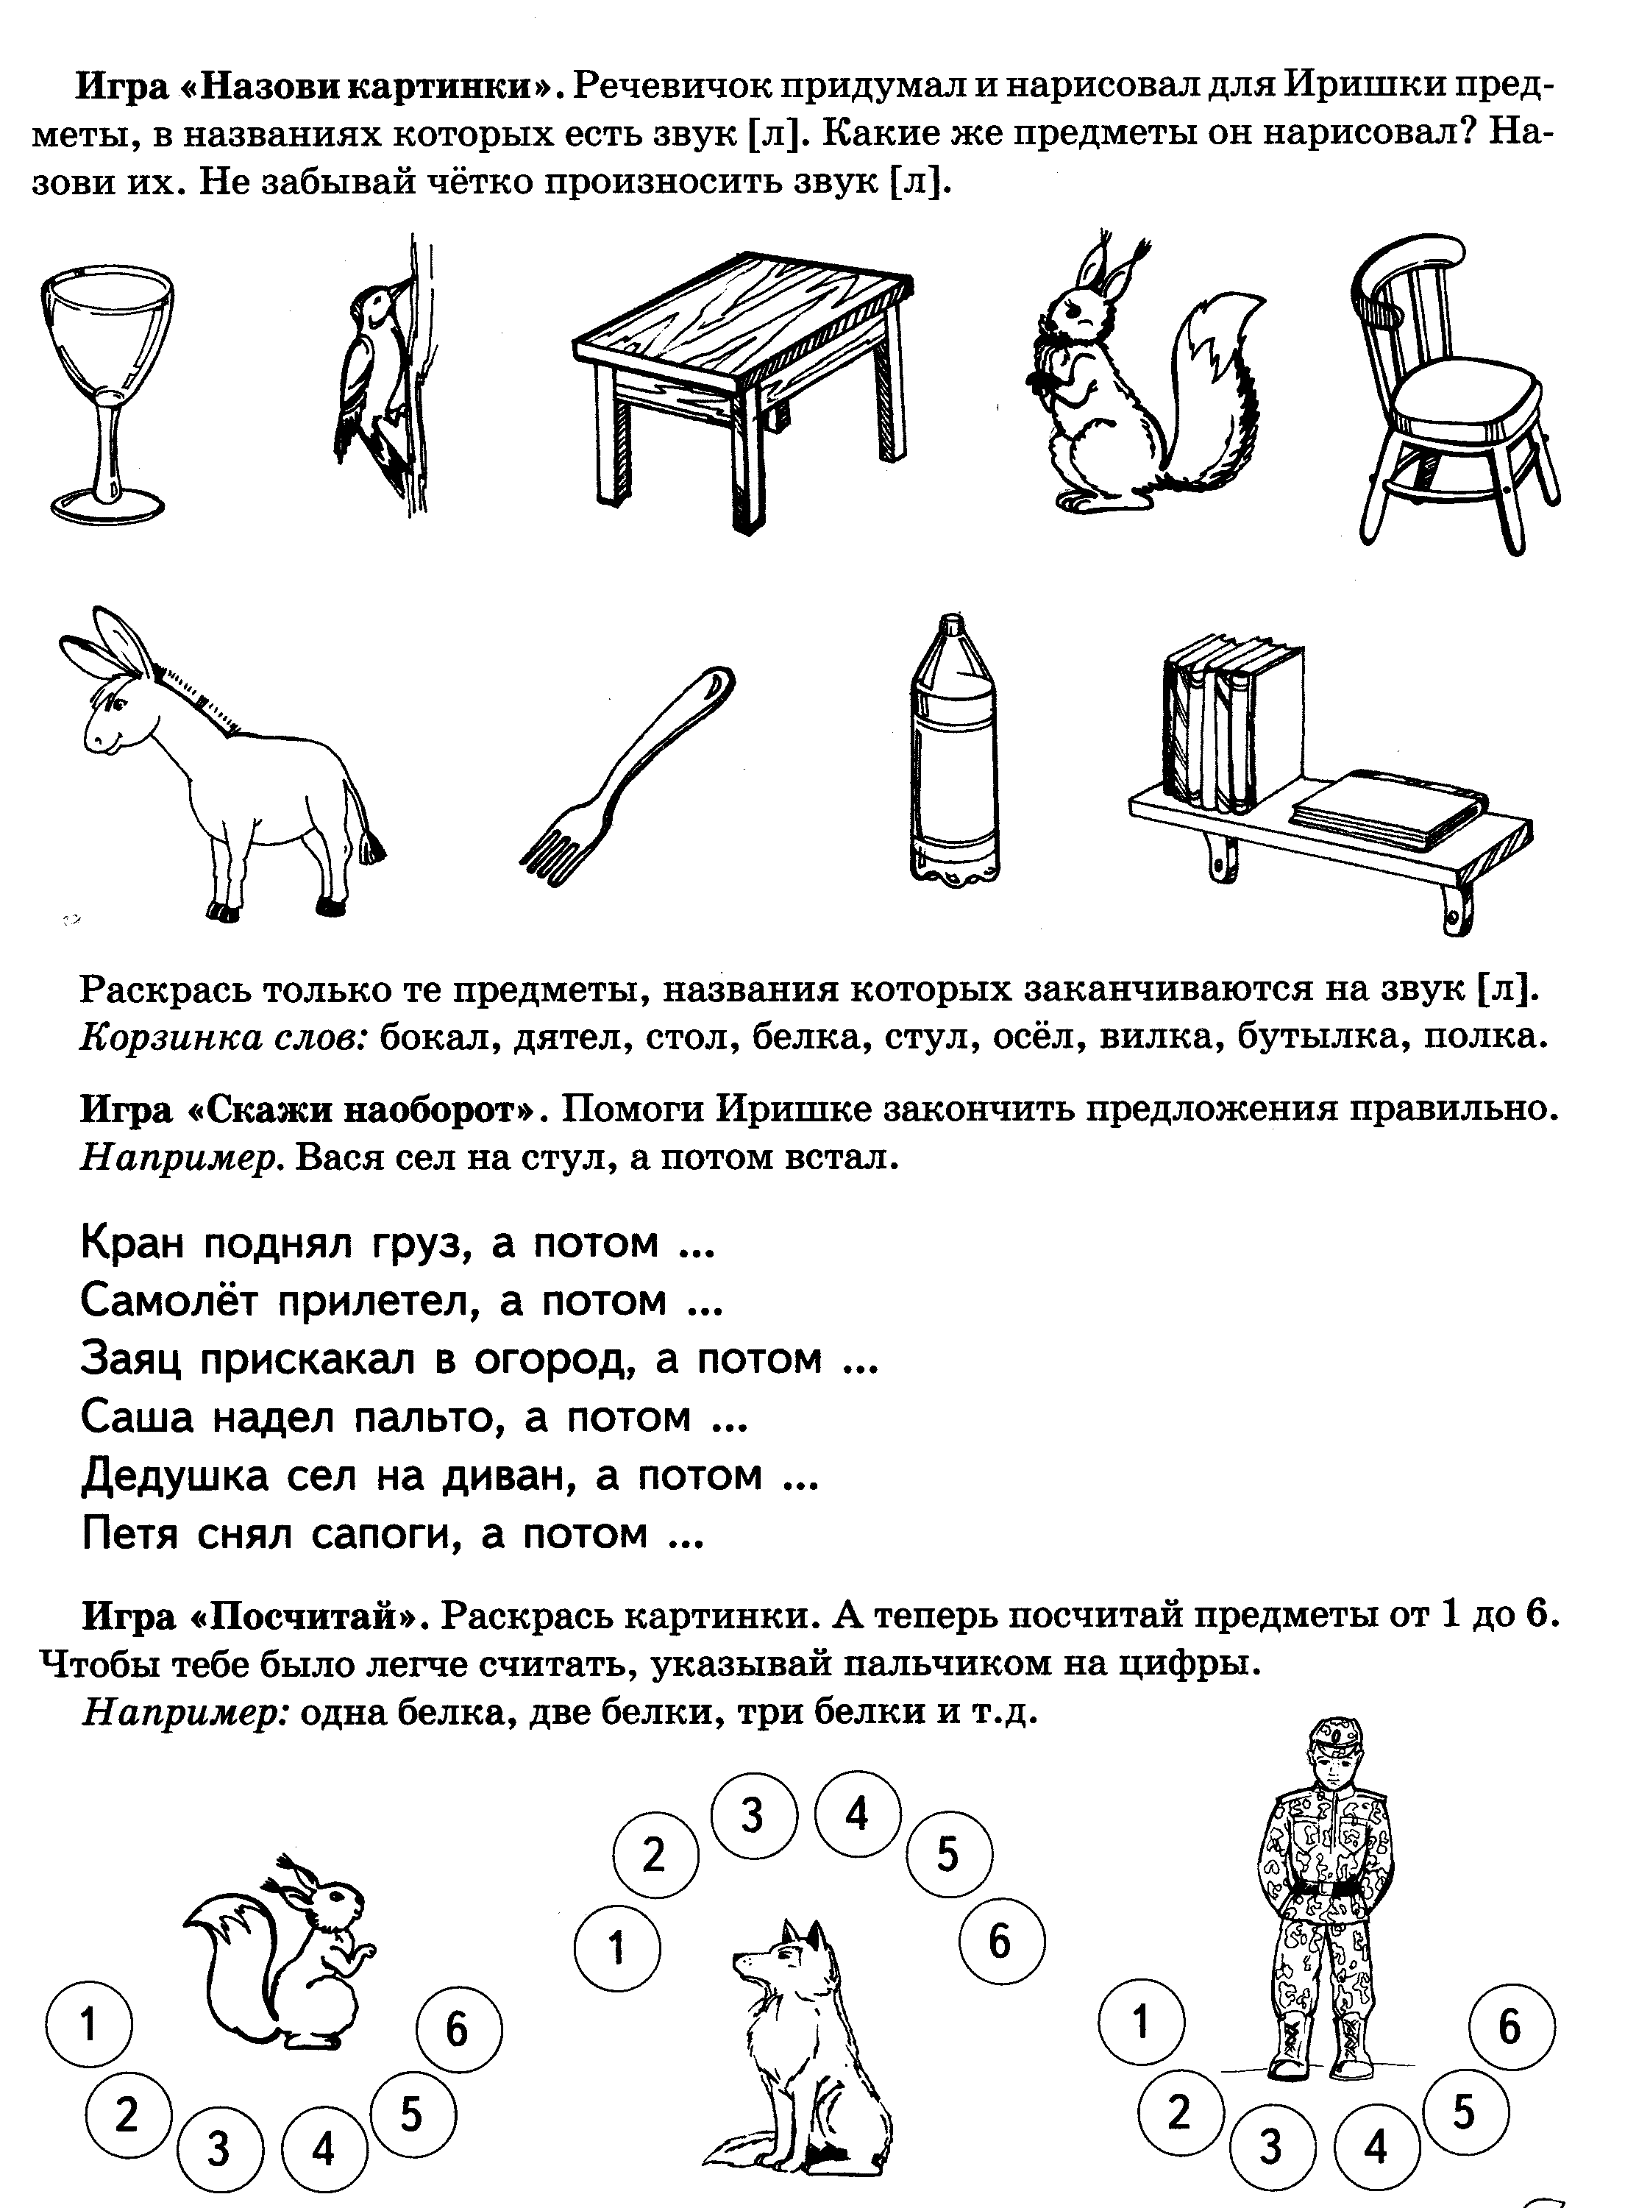 Игра «Назови картинки». Речевичок придумал и нарисовал для Иришки пред-
меты, в названиях которых есть звук [л]. Какие же предметы он нарисовал? На-
зови их. Не забывай чётко произносить звук [л].
Раскрась только те предметы, названия которых заканчиваются на звук [л].
Корзинка слов: бокал, дятел, стол, белка, стул, осёл, вилка, бутылка, полка.
Игра «Скажи наоборот». Помоги Иришке закончить предложения правильно.
Например. Вася сел на стул, а потом встал.
Кран поднял груз, а потом ...
Самолёт прилетел, а потом ...
Заяц прискакал в огород, а потом ...
Саша надел пальто, а потом ...
Дедушка сел на диван, а потом ...
Петя снял сапоги, а потом ...
Игра «Посчитай». Раскрась картинки. А теперь посчитай предметы от 1 до 6.
Чтобы тебе было легче считать, указывай пальчиком на цифры.
Например: одна белка, две белки, три белки и т.д.
1 2 3 4 5 6
1 2 3 4 5 6
1 2 3 4 5 6